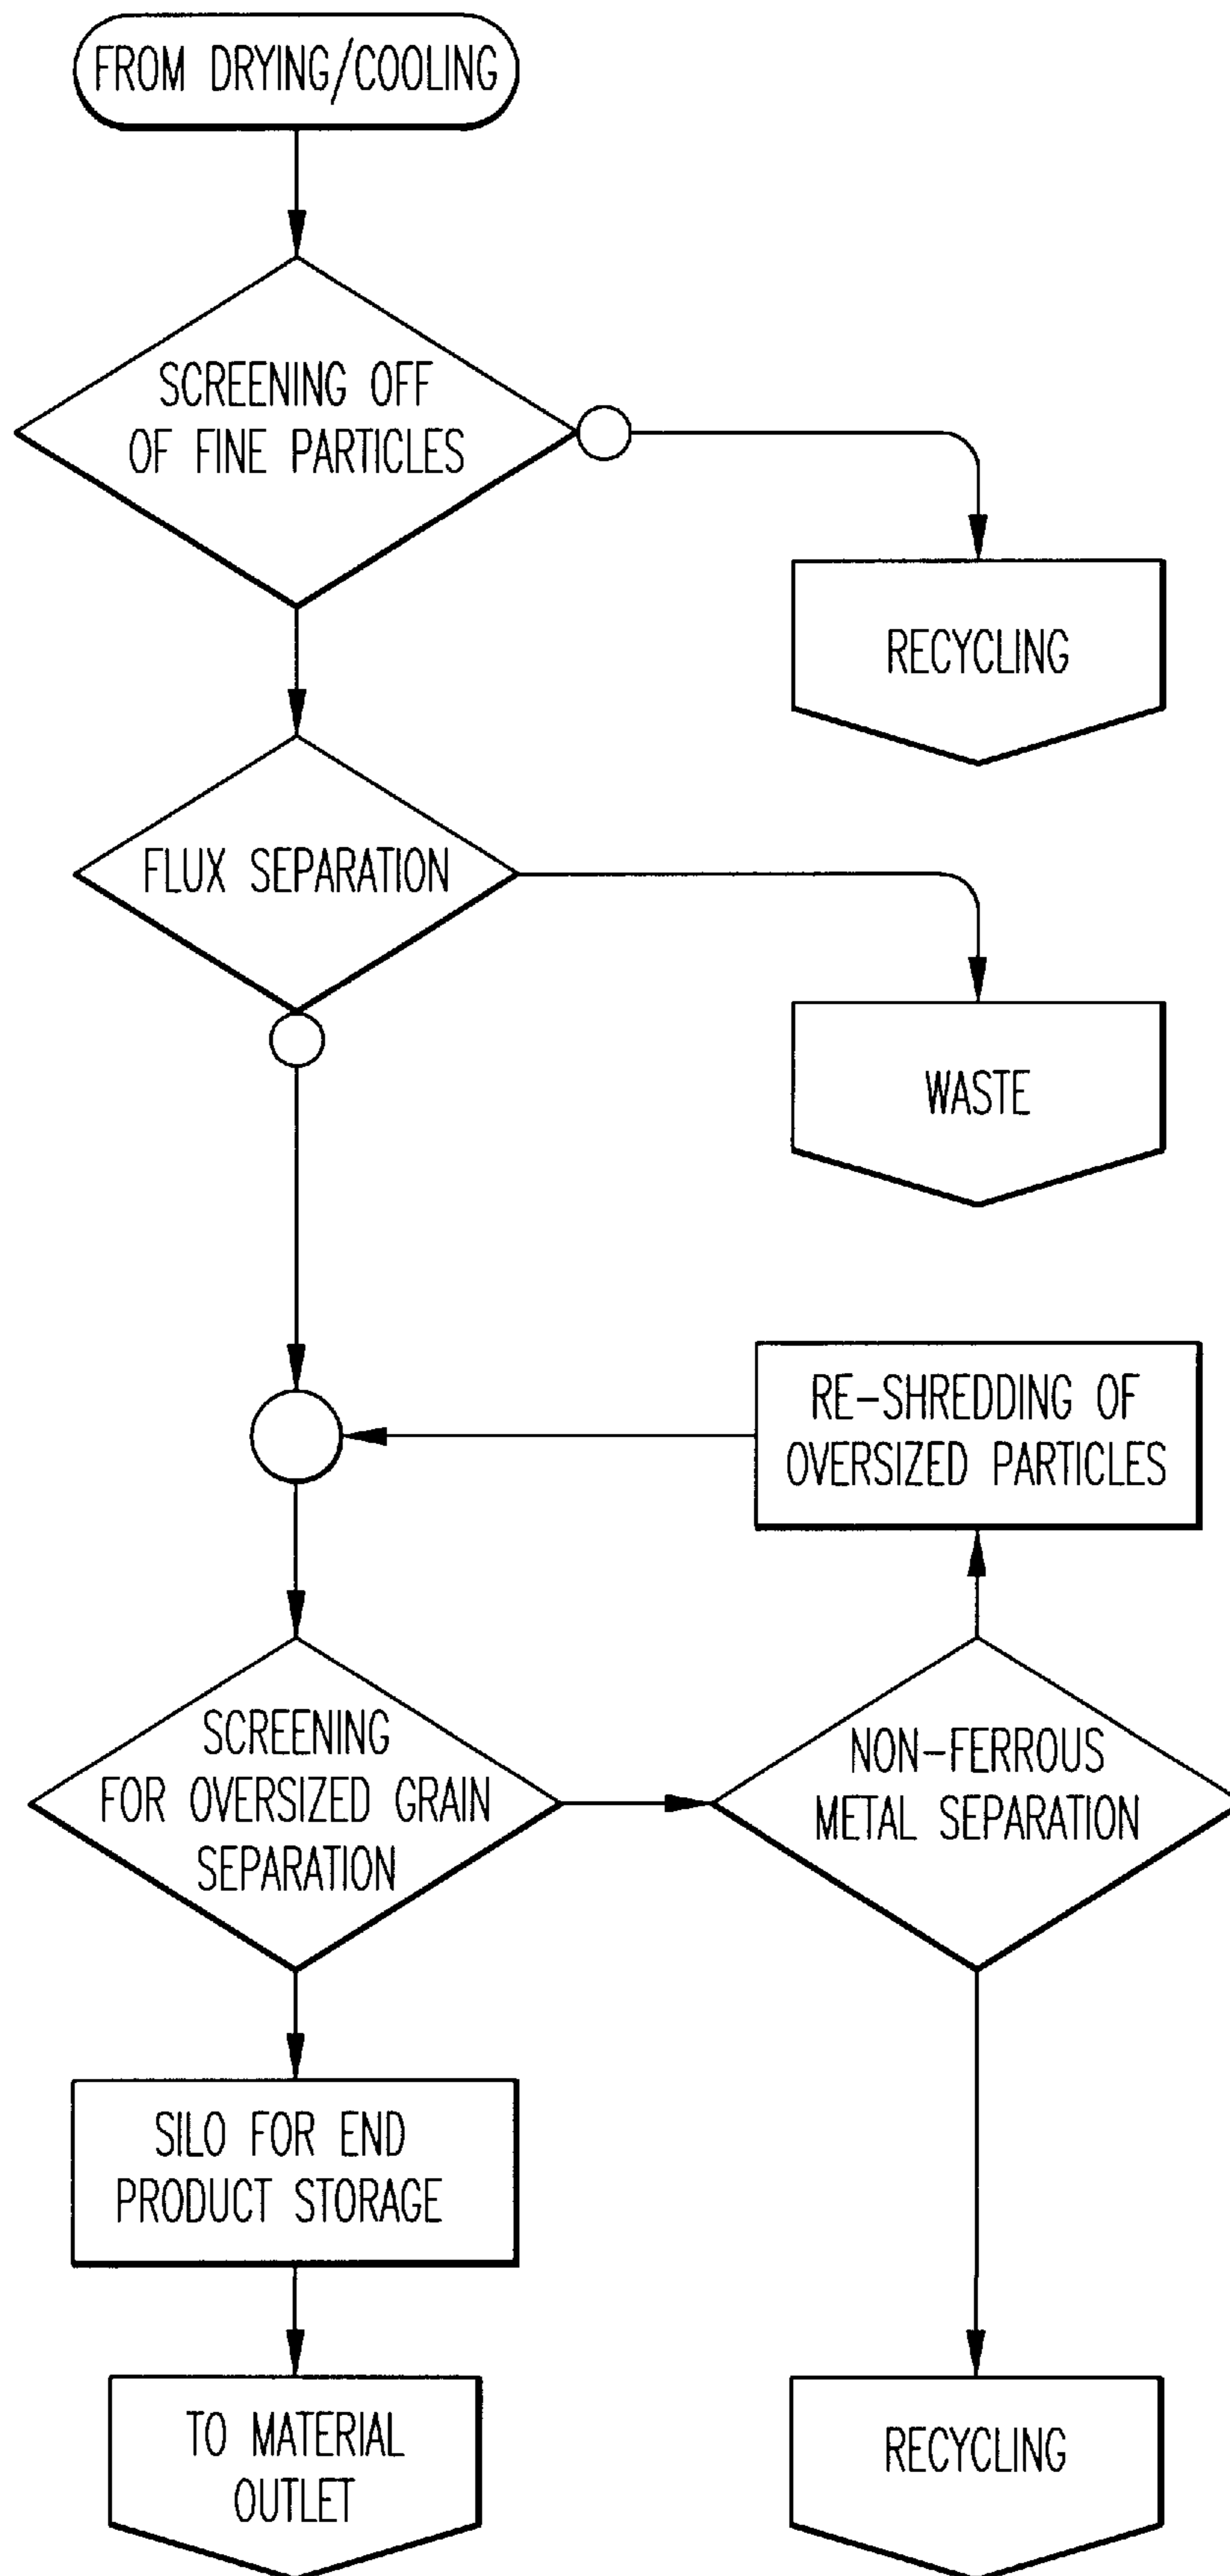 FROM DRYING/COOLING
SCREENING OFF
OF FINE PARTICLES
RECYCLING
FLUX SEPARATION
WASTE
RE-SHREDDING OF
OVERSIZED PARTICLES
SCREENING
FOR OVERSIZED GRAIN
SEPARATION
NON-FERROUS
METAL SEPARATION
SILO FOR END
PRODUCT STORAGE
TO MATERIAL
OUTLET
RECYCLING